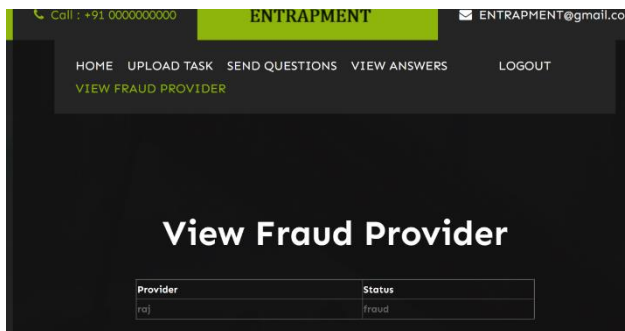 Call : +91 0000000000 ENTRAPMENT ENTRAPMENT@gmail.co
HOME UPLOAD TASK SEND QUESTIONS VIEW ANSWERS LOGOUT
VIEW FRAUD PROVIDER
View Fraud Provider
Provider Status
raj fraud